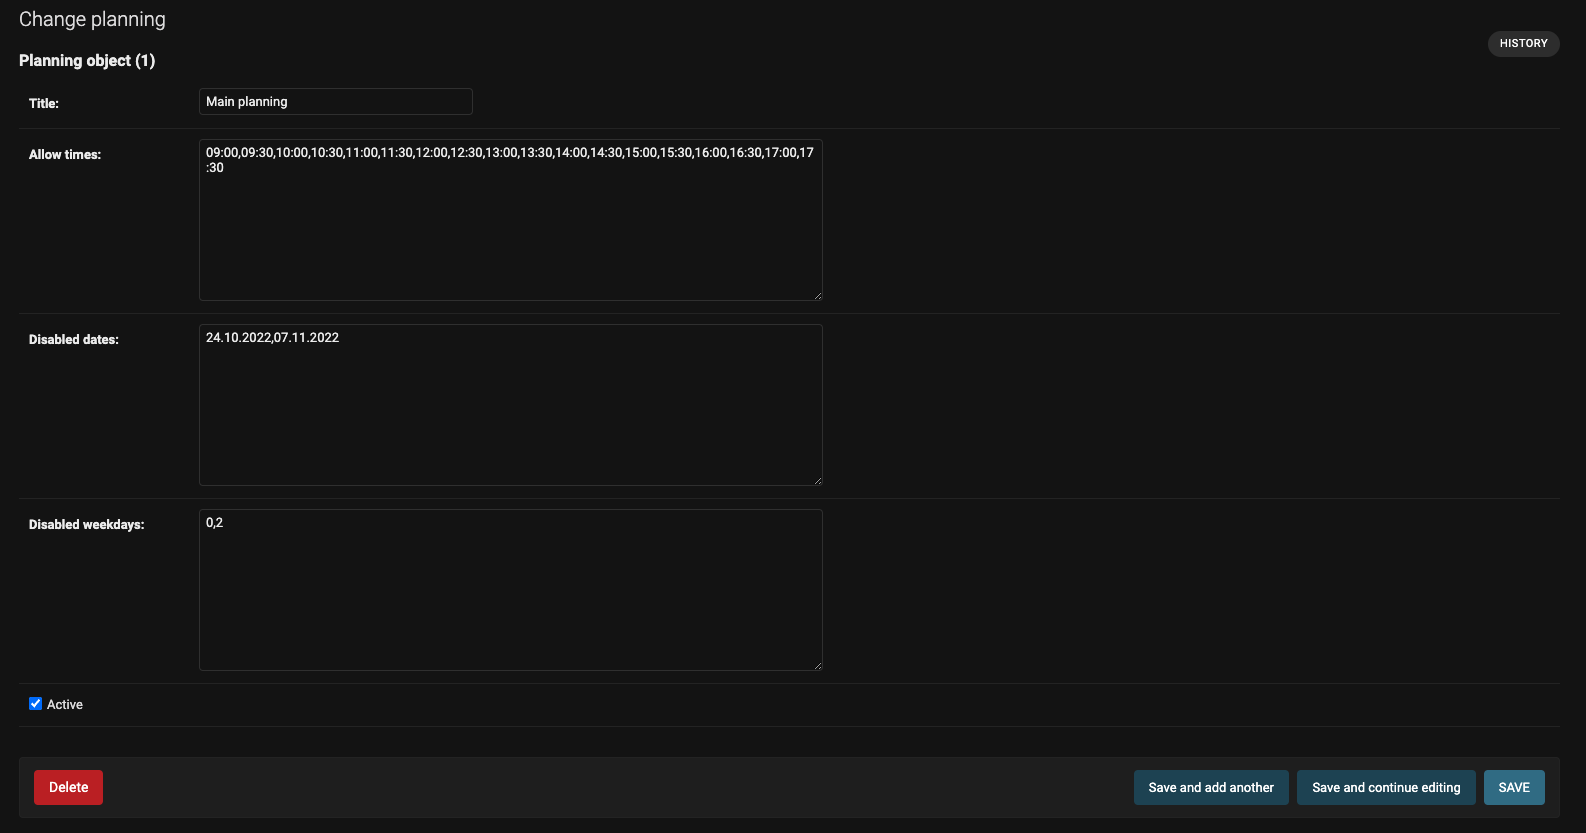 Change planning
HISTORY
Planning object (1)
Title:
Main planning
Allow times:
09:00,09:30,10:00,10:30,11:00,11:30,12:00,12:30,13:00,13:30,14:00,14:30,15:00,15:30,16:00,16:30,17:00,17
:30
Disabled dates:
24.10.2022,07.11.2022
Disabled weekdays:
0,2
Active
Delete
Save and add another
Save and continue editing
SAVE